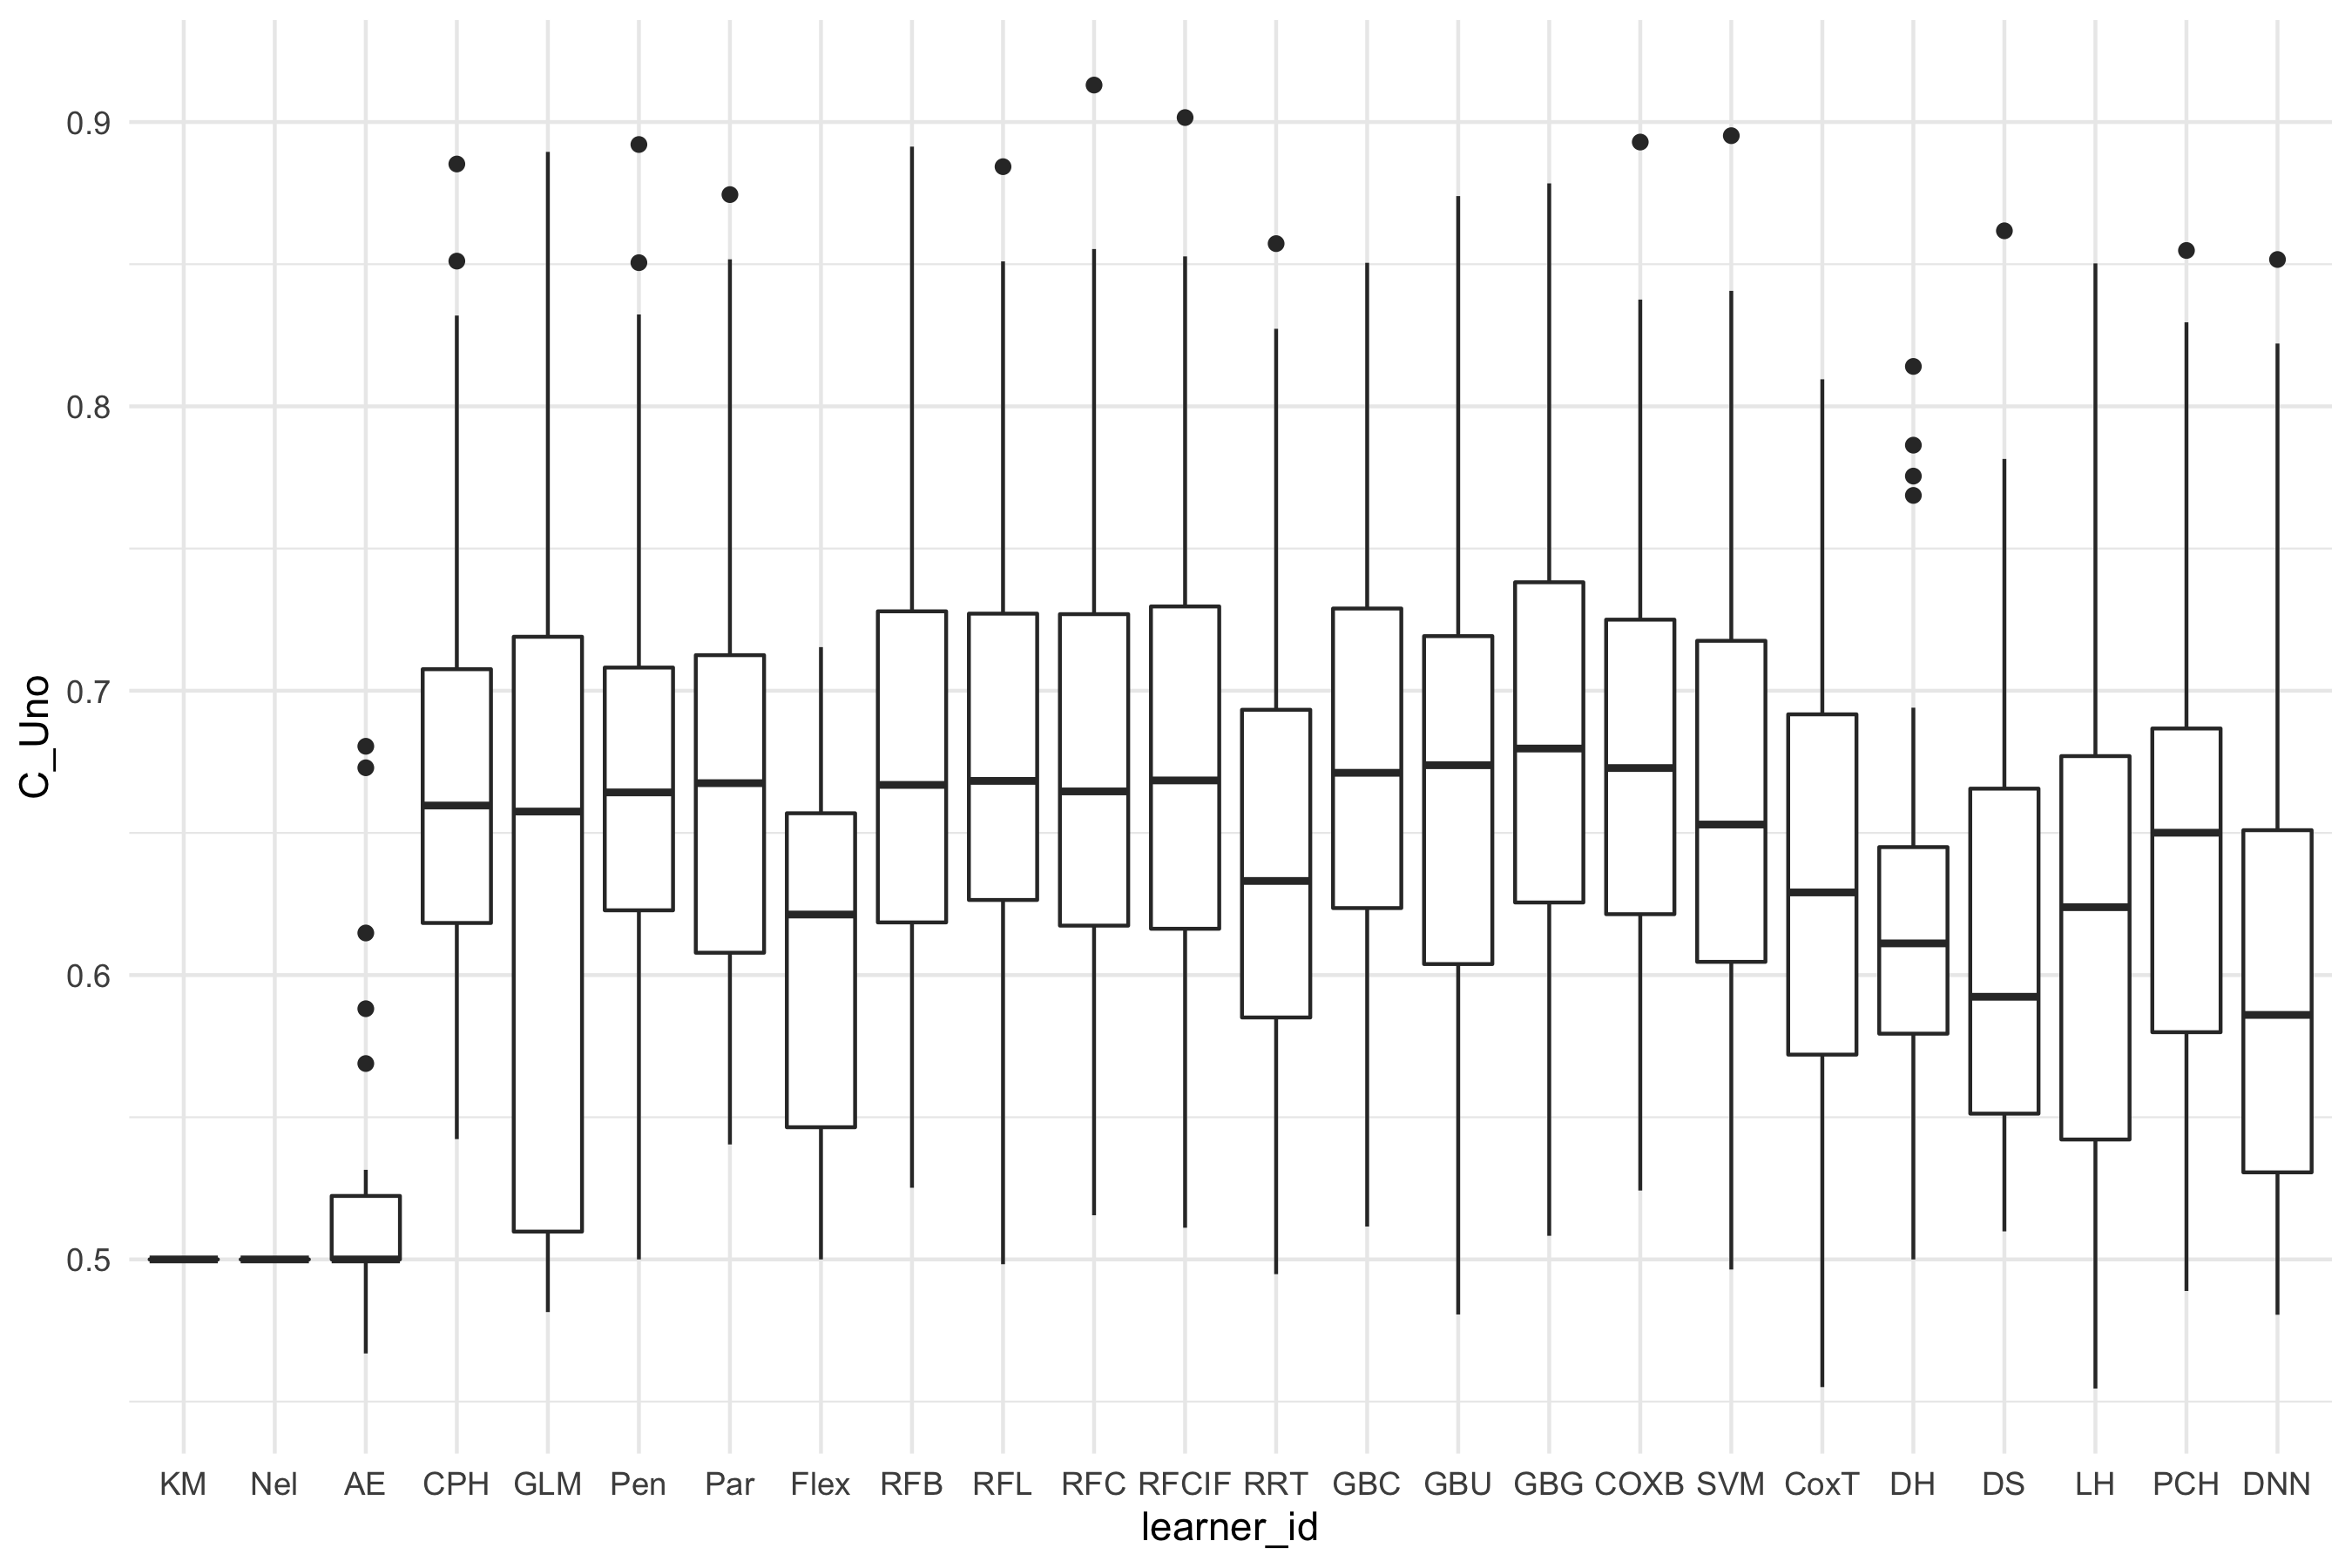 C_Uno
0.9
0.8
0.7
0.6
0.5
KM Nel AE CPH GLM Pen Par Flex RFB RFL RFC RFCIF RRT GBC GBU GBG COXB SVM CoxT DH DS LH PCH DNN
learner_id